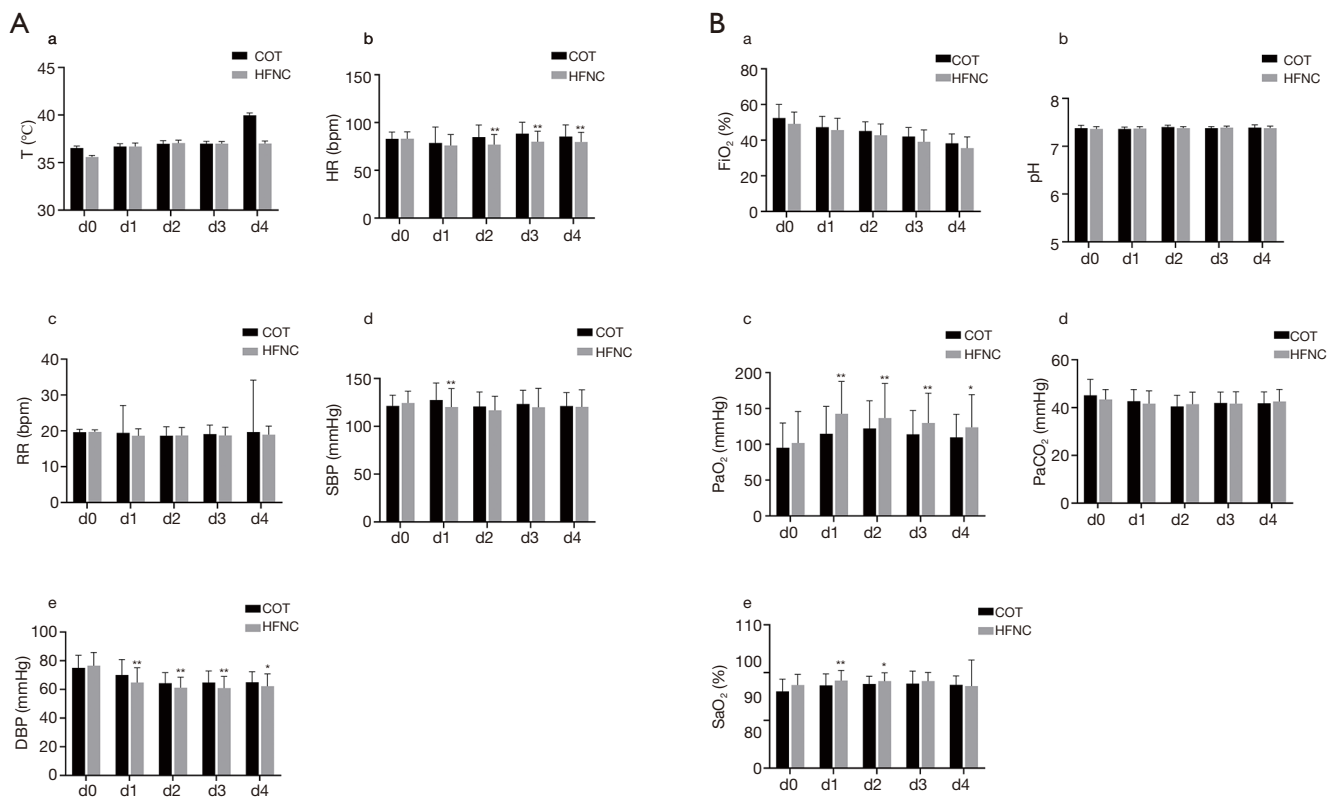 A
a
COT
HFNC
T (℃)
45
40
35
30
d0 d1 d2 d3 d4
b
COT
HFNC
HR (bpm)
150
100
50
0
** ** **
d0 d1 d2 d3 d4
c
COT
HFNC
RR (bpm)
40
30
20
10
0
d0 d1 d2 d3 d4
d
COT
HFNC
SBP (mmHg)
150
100
50
0
**
d0 d1 d2 d3 d4
e
COT
HFNC
DBP (mmHg)
100
80
60
40
20
0
** ** ** *
d0 d1 d2 d3 d4
B
a
COT
HFNC
FiO2 (%)
80
60
40
20
0
d0 d1 d2 d3 d4
b
COT
HFNC
pH
8
7
6
5
d0 d1 d2 d3 d4
c
COT
HFNC
PaO2 (mmHg)
200
150
100
50
0
** ** ** *
d0 d1 d2 d3 d4
d
COT
HFNC
PaCO2 (mmHg)
60
40
20
0
d0 d1 d2 d3 d4
e
COT
HFNC
SaO2 (%)
110
100
90
80
0
** *
d0 d1 d2 d3 d4